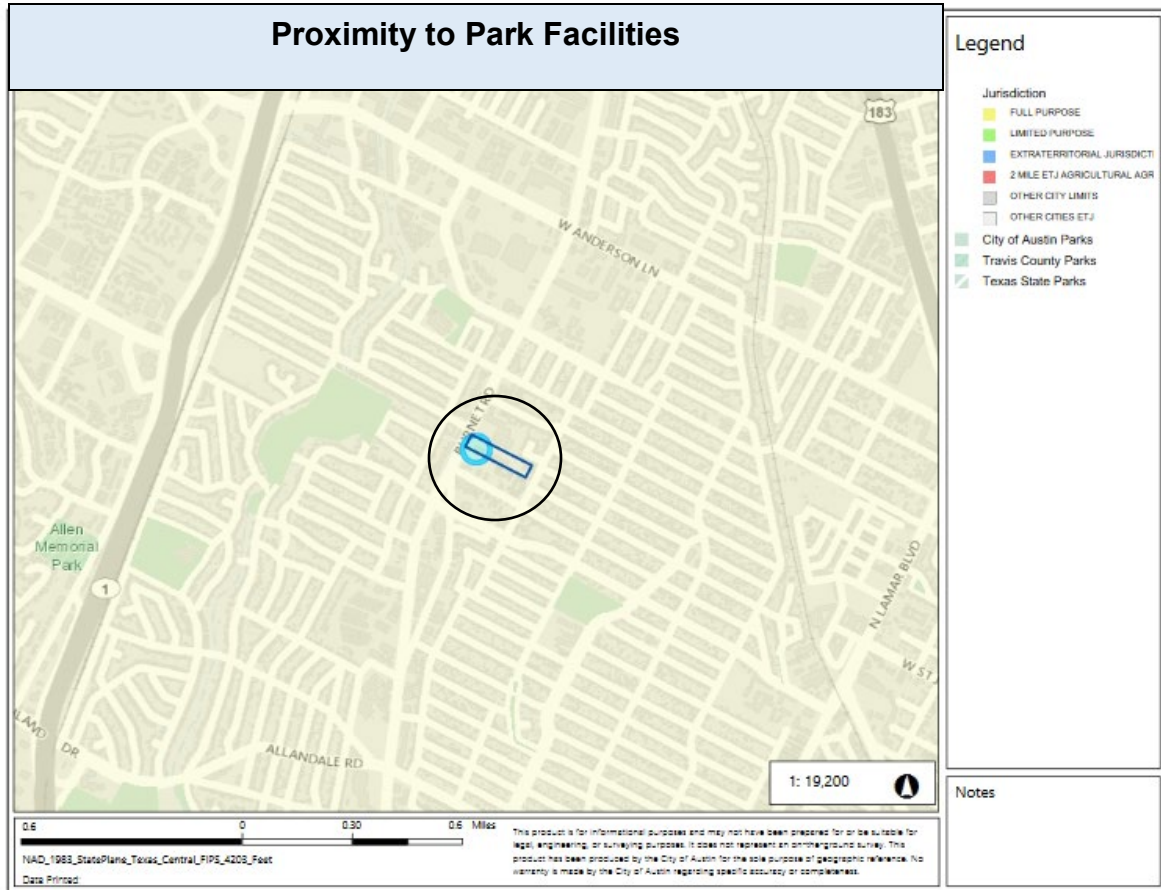 Proximity to Park Facilities
Legend
Jurisdiction
FULL PURPOSE
LIMITED PURPOSE
EXTRATERRITORIAL JURISDICTI
2 MILE ETJ AGRICULTURAL AGR
OTHER CITY LIMITS
OTHER CITIES ETJ
City of Austin Parks
Travis County Parks
Texas State Parks
183
W ANDERSON LN
BURNET RD
Allen
Memorial
Park
1
N LAMAR BLVD
W ST J
LAND DR
ALLANDALE RD
1: 19,200
Notes
0.6 0 0.30 0.6 Miles
NAD_1983_StatePlane_Texas_Central_FIPS_4203_Feet
Date Printed:
This product is for informational purposes and may not have been prepared for or be suitable for
legal, engineering, or surveying purposes. It does not represent an on-the-ground survey. This
product has been produced by the City of Austin for the sole purpose of geographic reference. No
warranty is made by the City of Austin regarding specific accuracy or completeness.